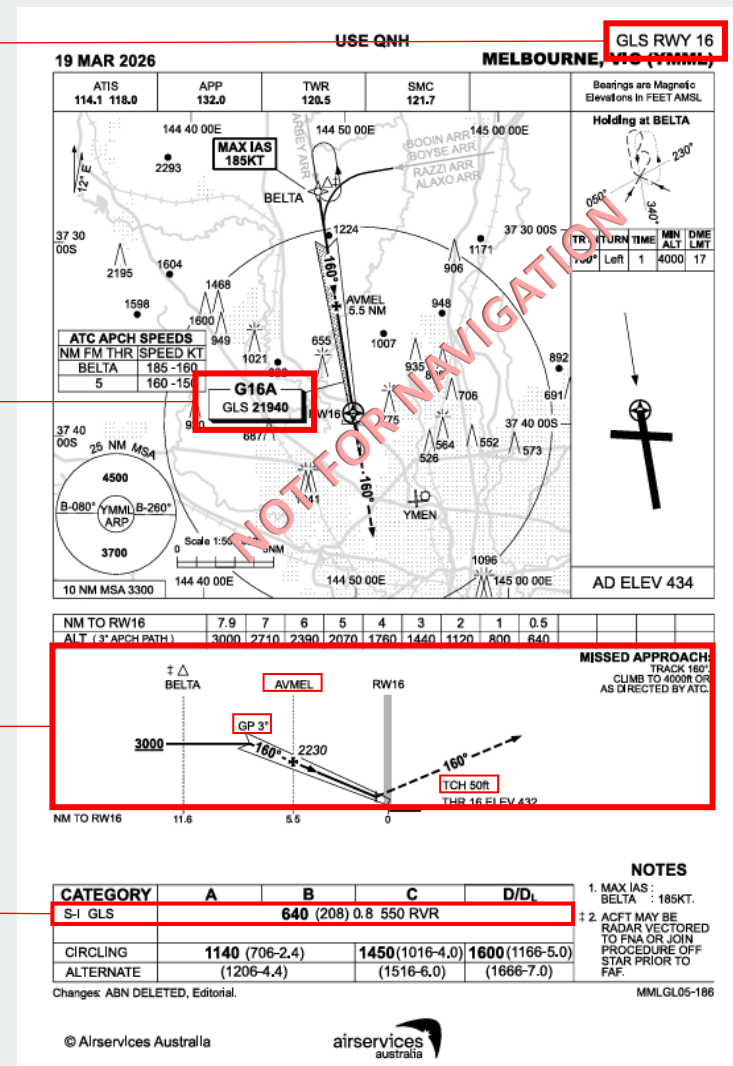 USE QNH
GLS RWY 16
19 MAR 2026
MELBOURNE, VIC (YMML)
ATIS
114.1 118.0
APP
132.0
TWR
120.5
SMC
121.7
Bearings are Magnetic
Elevations in FEET AMSL
144 40 00E
144 50 00E
145 00 00E
Holding at BELTA
230°
050°
340°
TURN TIME MIN ALT DME LMT
Left 1 4000 17
MAX IAS
185KT
12° E
2293
BOOIN ARR
BOYSE ARR
RAZZI ARR
ALAXO ARR
BELTA
37 30
00S
37 30 00S
1224
1171
906
2195
1604
160°
1468
1598
1600
949
AVMEL
5.5 NM
948
655
1021
1007
935
892
691
706
ATC APCH SPEEDS
NM FM THR SPEED KT
BELTA 185 -160
5 160 -150
G16A
GLS 21940
RW16
775
37 40
00S
37 40 00S
687
564
552
573
526
25 NM MSA
4500
B-080° YMML ARP B-260°
3700
10 NM MSA 3300
160°
YMEN
1096
144 40 00E
144 50 00E
145 00 00E
NOT FOR NAVIGATION
AD ELEV 434
NM TO RW16 7.9 7 6 5 4 3 2 1 0.5
ALT (3° APCH PATH) 3000 2710 2390 2070 1760 1440 1120 800 640
MISSED APPROACH:
TRACK 160°.
CLIMB TO 4000ft OR
AS DIRECTED BY ATC.
‡ △
BELTA
AVMEL
RW16
GP 3°
3000
160°
2230
160°
TCH 50ft
THR 16 ELEV 432
NM TO RW16 11.6 5.5 0
NOTES
1. MAX IAS :
BELTA : 185KT.
‡ 2. ACFT MAY BE
RADAR VECTORED
TO FNA OR JOIN
PROCEDURE OFF
STAR PRIOR TO
FAF.
CATEGORY A B C D/DL
S-I GLS 640 (208) 0.8 550 RVR
CIRCLING 1140 (706-2.4) 1450 (1016-4.0) 1600 (1166-5.0)
ALTERNATE (1206-4.4) (1516-6.0) (1666-7.0)
Changes: ABN DELETED, Editorial.
MMLGL05-186
© Airservices Australia
airservices
australia